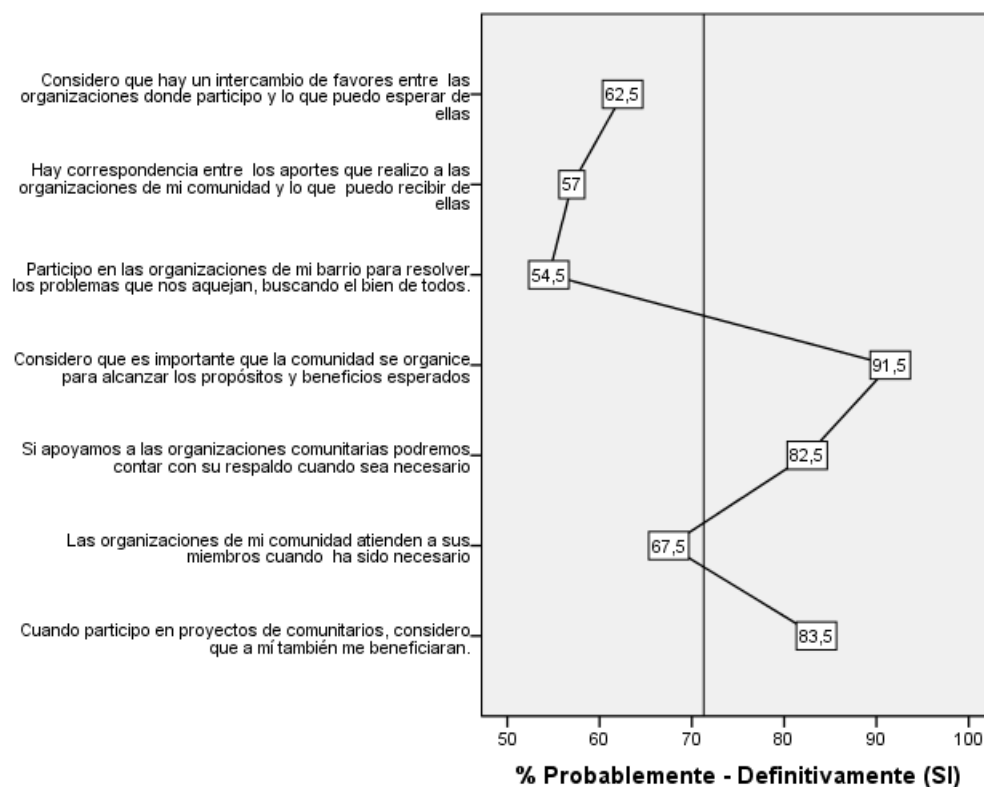 Considero que hay un intercambio de favores entre las
organizaciones donde participo y lo que puedo esperar de
ellas
62,5
Hay correspondencia entre los aportes que realizo a las
organizaciones de mi comunidad y lo que puedo recibir de
ellas
57
Participo en las organizaciones de mi barrio para resolver
los problemas que nos aquejan, buscando el bien de todos.
54,5
Considero que es importante que la comunidad se organice
para alcanzar los propósitos y beneficios esperados
91,5
Si apoyamos a las organizaciones comunitarias podremos
contar con su respaldo cuando sea necesario
82,5
Las organizaciones de mi comunidad atienden a sus
miembros cuando ha sido necesario
67,5
Cuando participo en proyectos de comunitarios, considero
que a mí también me beneficiaran.
83,5
50 60 70 80 90 100
% Probablemente - Definitivamente (SI)